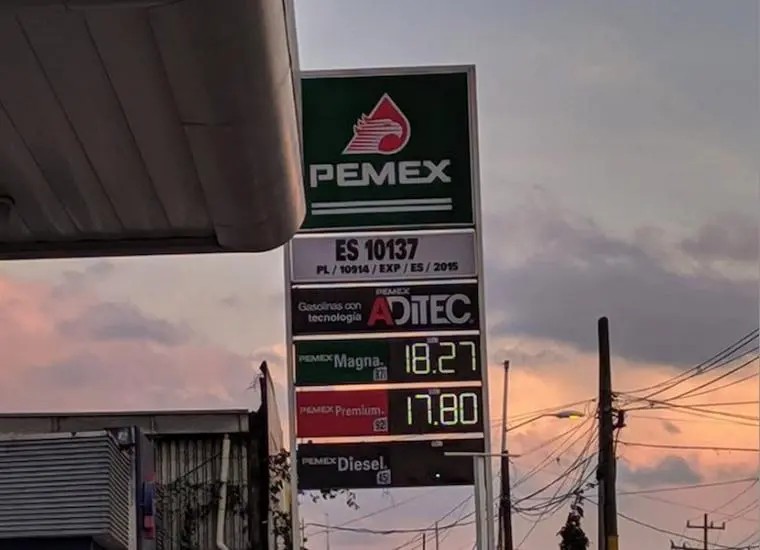 PEMEX
ES 10137
PL / 10914 / EXP / ES / 2015
PEMEX
Gasolinas con tecnología ADiTEC
PEMEX Magna. 87 18.27
PEMEX Premium. 92 17.80
PEMEX Diesel. 45